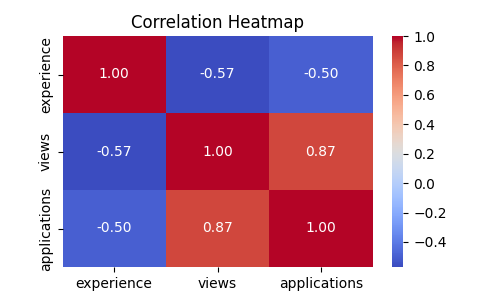 Correlation Heatmap
experience
1.00 -0.57 -0.50
views
-0.57 1.00 0.87
applications
-0.50 0.87 1.00
experience views applications
1.0
0.8
0.6
0.4
0.2
0.0
−0.2
−0.4